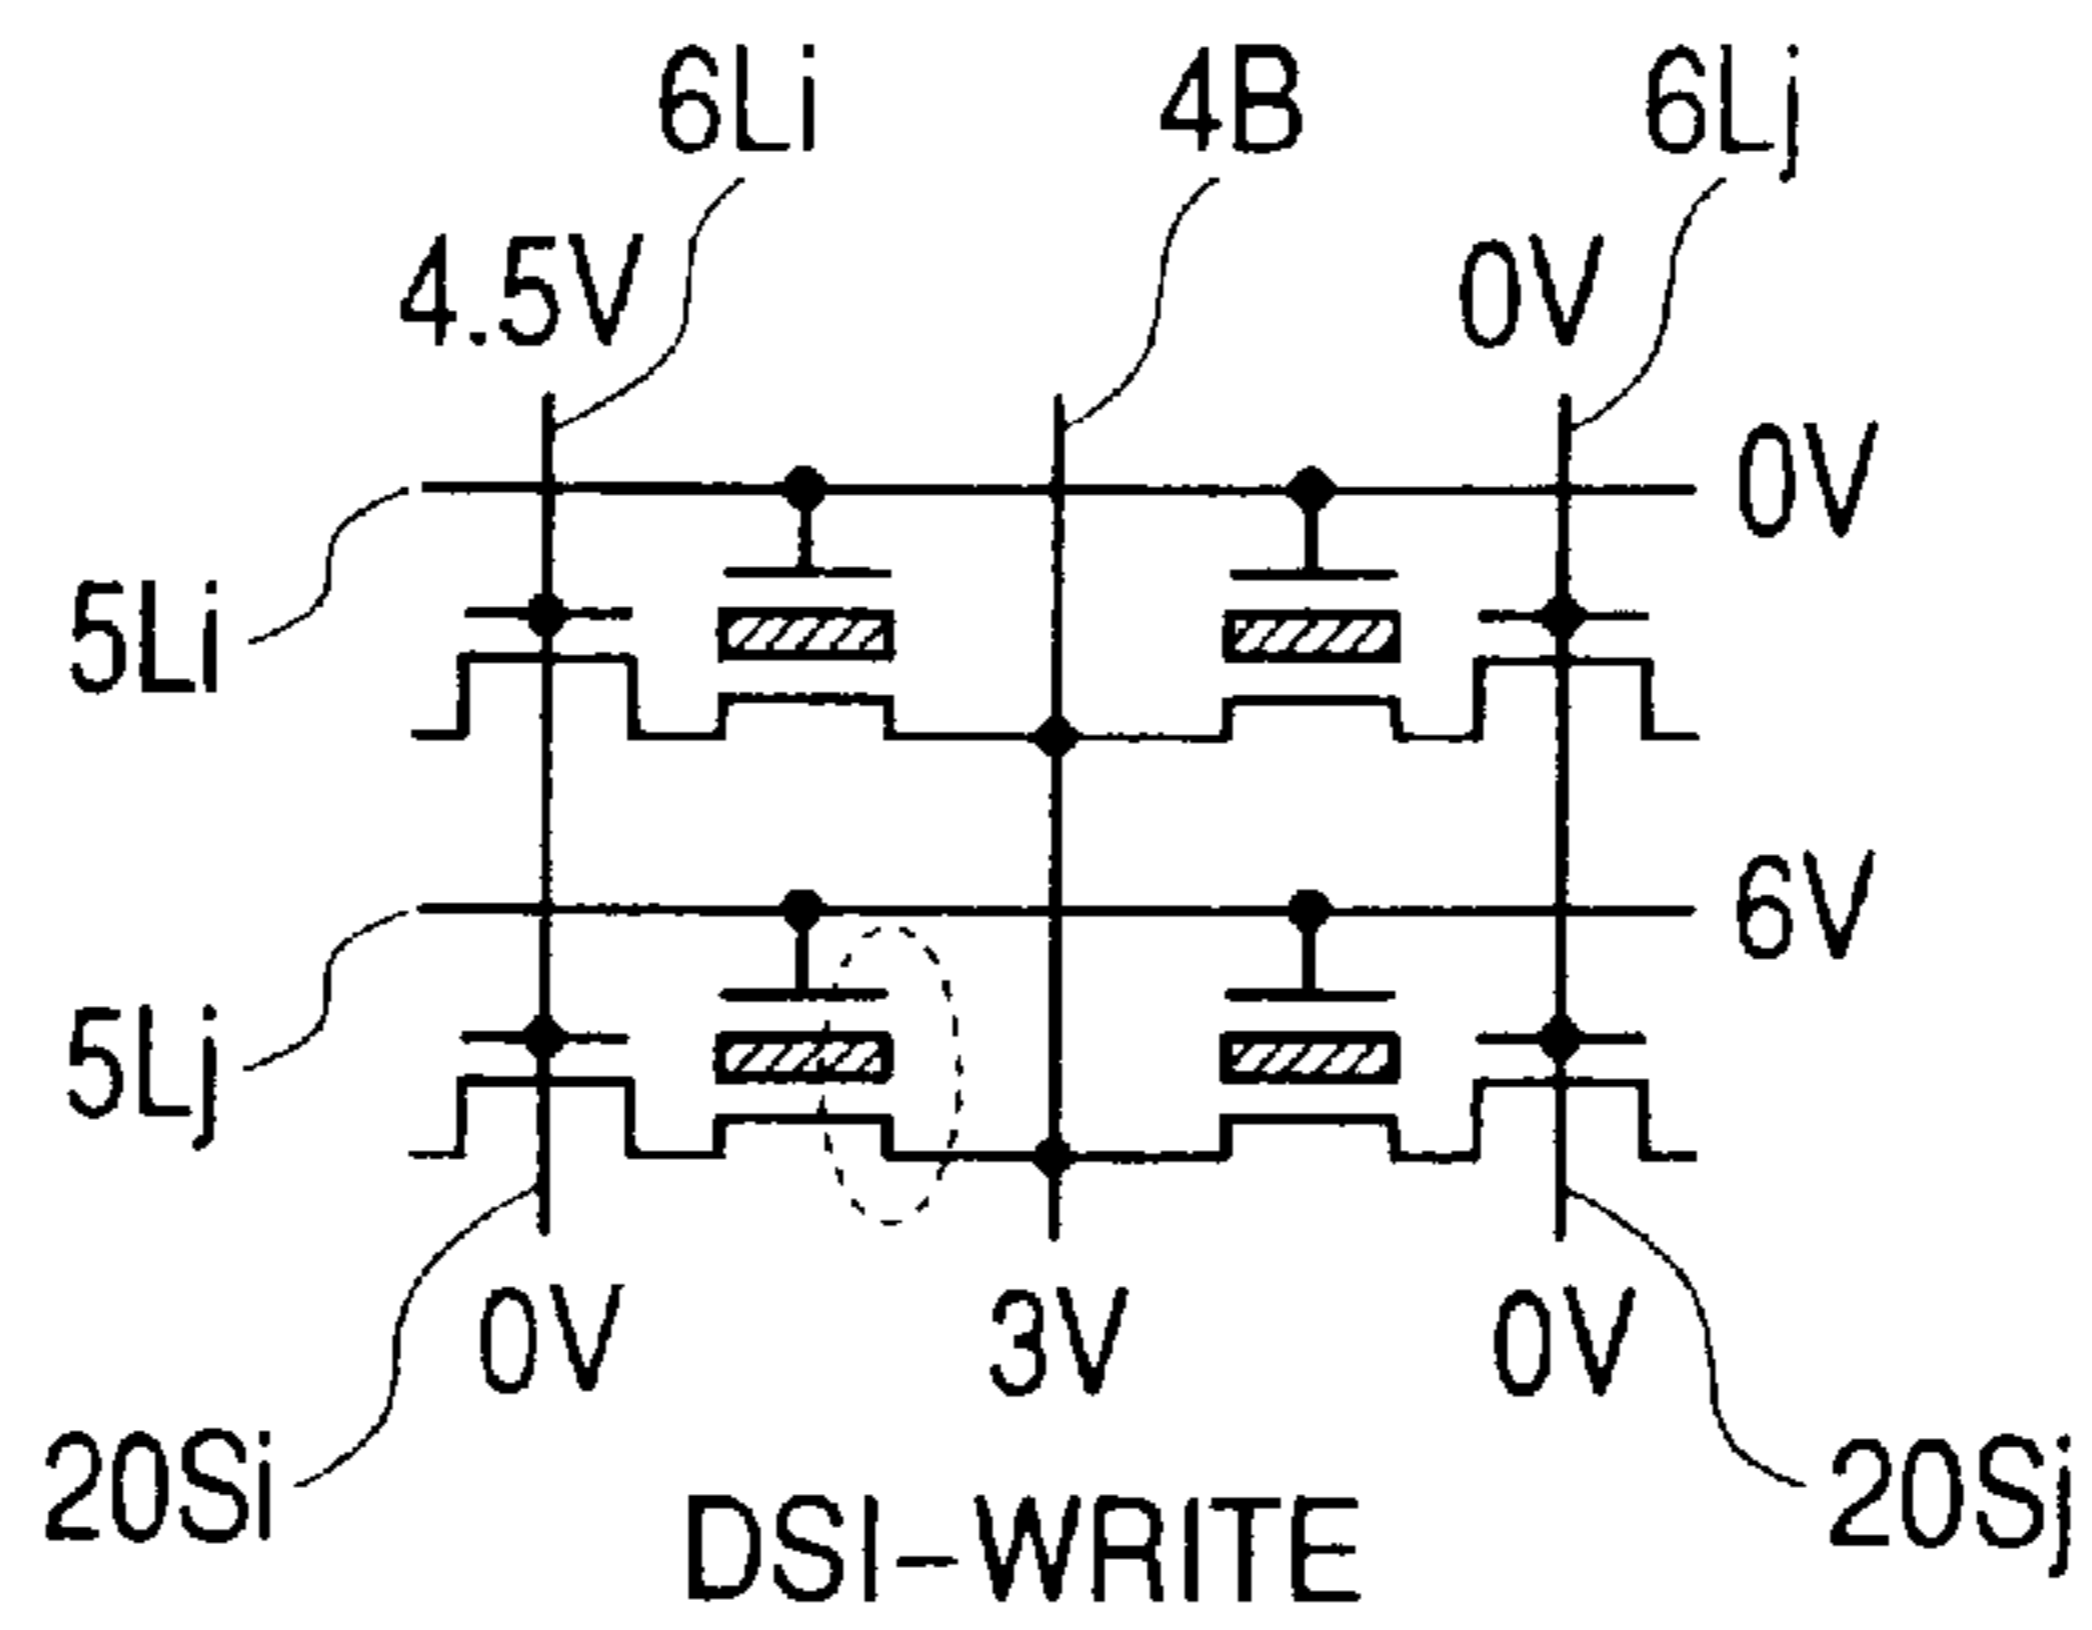 6Li 4B 6Lj
4.5V 0V
0V
5Li
6V
5Lj
0V 3V 0V
20Si 20Sj
DSI-WRITE